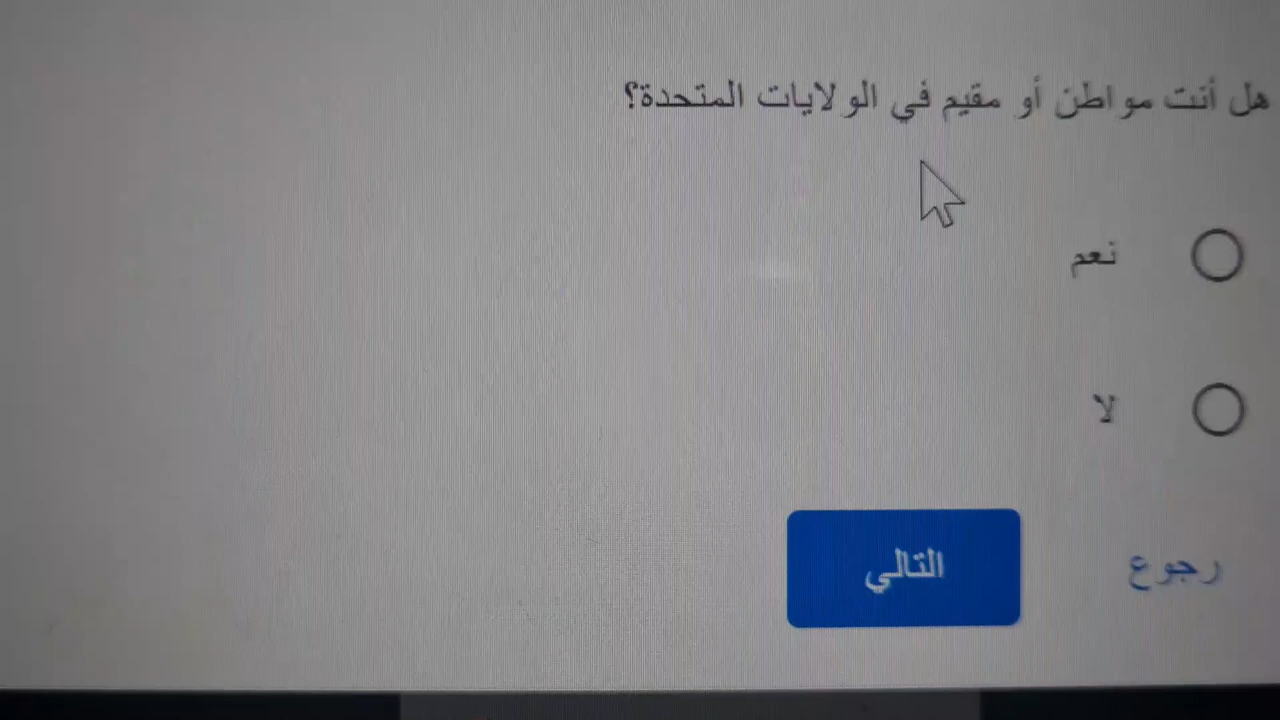 هل أنت مواطن أو مقيم في الولايات المتحدة؟
نعم
لا
رجوع
التالي